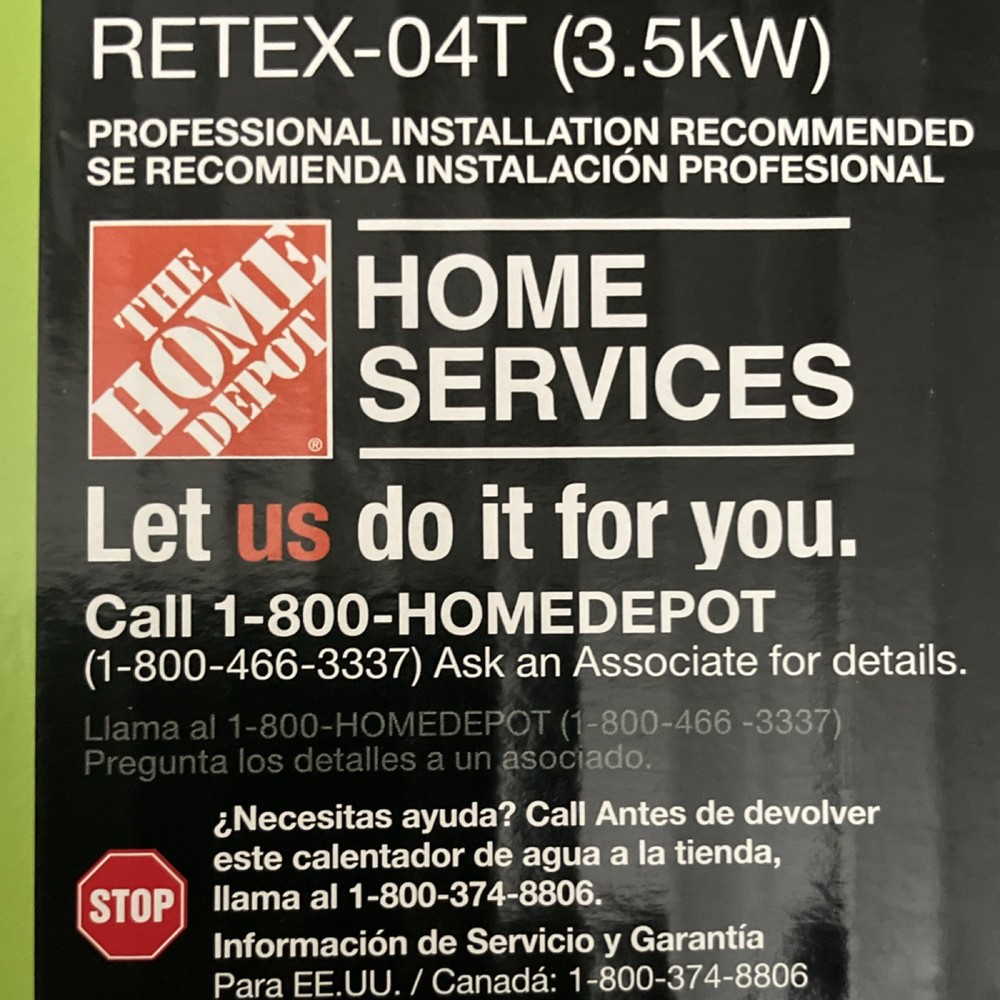 RETEX-04T (3.5kW)
PROFESSIONAL INSTALLATION RECOMMENDED
SE RECOMIENDA INSTALACIÓN PROFESIONAL
THE
HOME
DEPOT
®
HOME
SERVICES
Let us do it for you.
Call 1-800-HOMEDEPOT
(1-800-466-3337) Ask an Associate for details.
Llama al 1-800-HOMEDEPOT (1-800-466 -3337)
Pregunta los detalles a un asociado.
¿Necesitas ayuda? Call Antes de devolver
este calentador de agua a la tienda,
llama al 1-800-374-8806.
STOP
Información de Servicio y Garantía
Para EE.UU. / Canadá: 1-800-374-8806